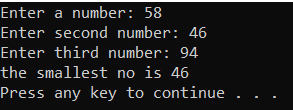 Enter a number: 58
Enter second number: 46
Enter third number: 94
the smallest no is 46
Press any key to continue . . .